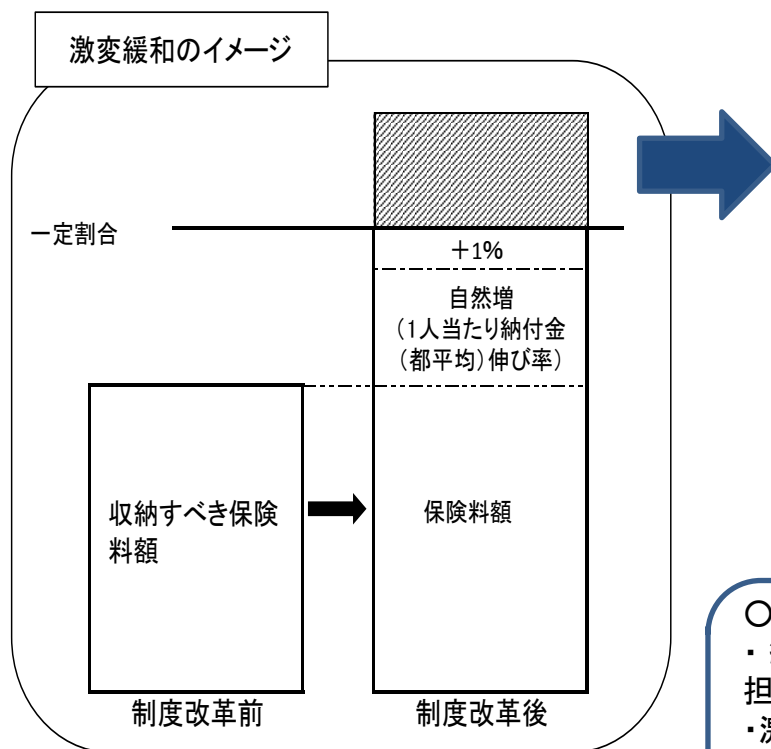 激変緩和のイメージ
一定割合
+1%
自然増
(1人当たり納付金
(都平均)伸び率)
収納すべき保険
料額
保険料額
制度改革前
制度改革後
○
・
担
・激